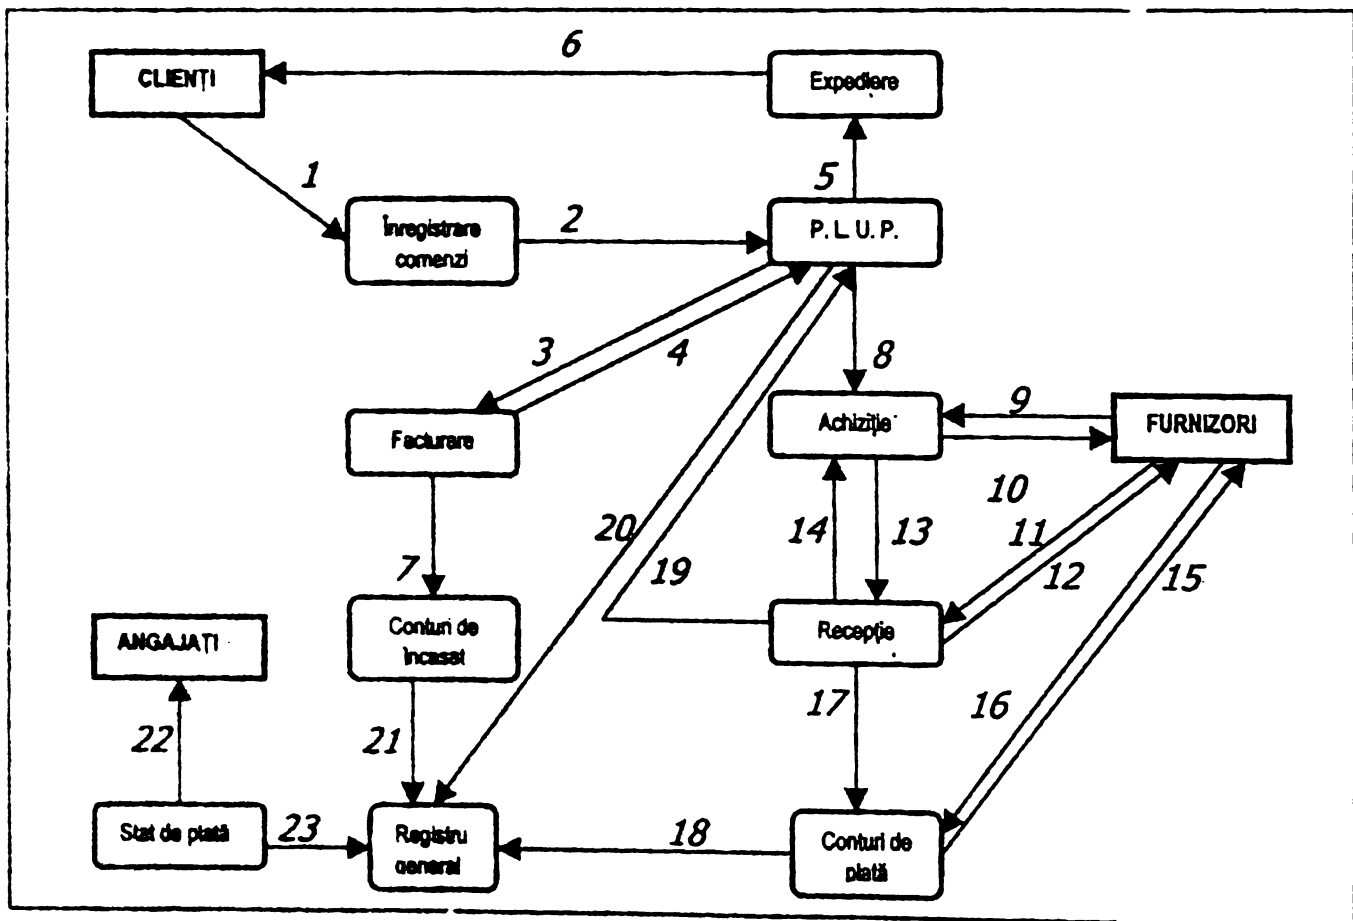 6
CLIENȚI
Expediere
1
5
Înregistrare
comenzi
2
P. L. U. P.
3
4
8
Facturare
Achiziție
9
FURNIZORI
10
20
14
13
11
7
19
12
15
ANGAJAȚI
Conturi de
încasat
Recepție
22
21
17
16
Stat de plată
23
Registru
general
18
Conturi de
plată